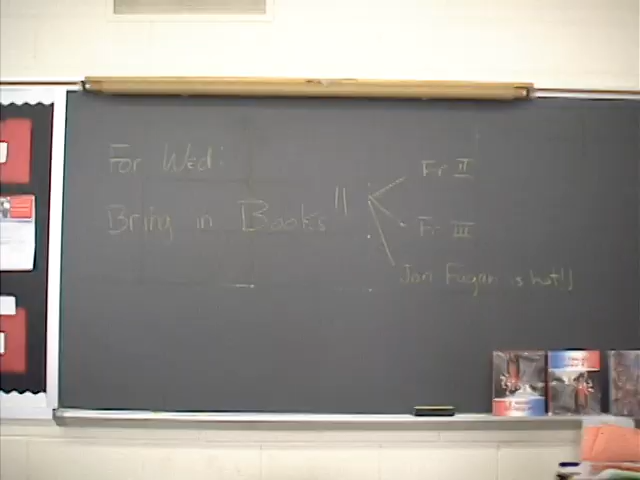 For Wed:
Bring in Books!!
Fr II
Fr III
Jon Fagan is hot!!